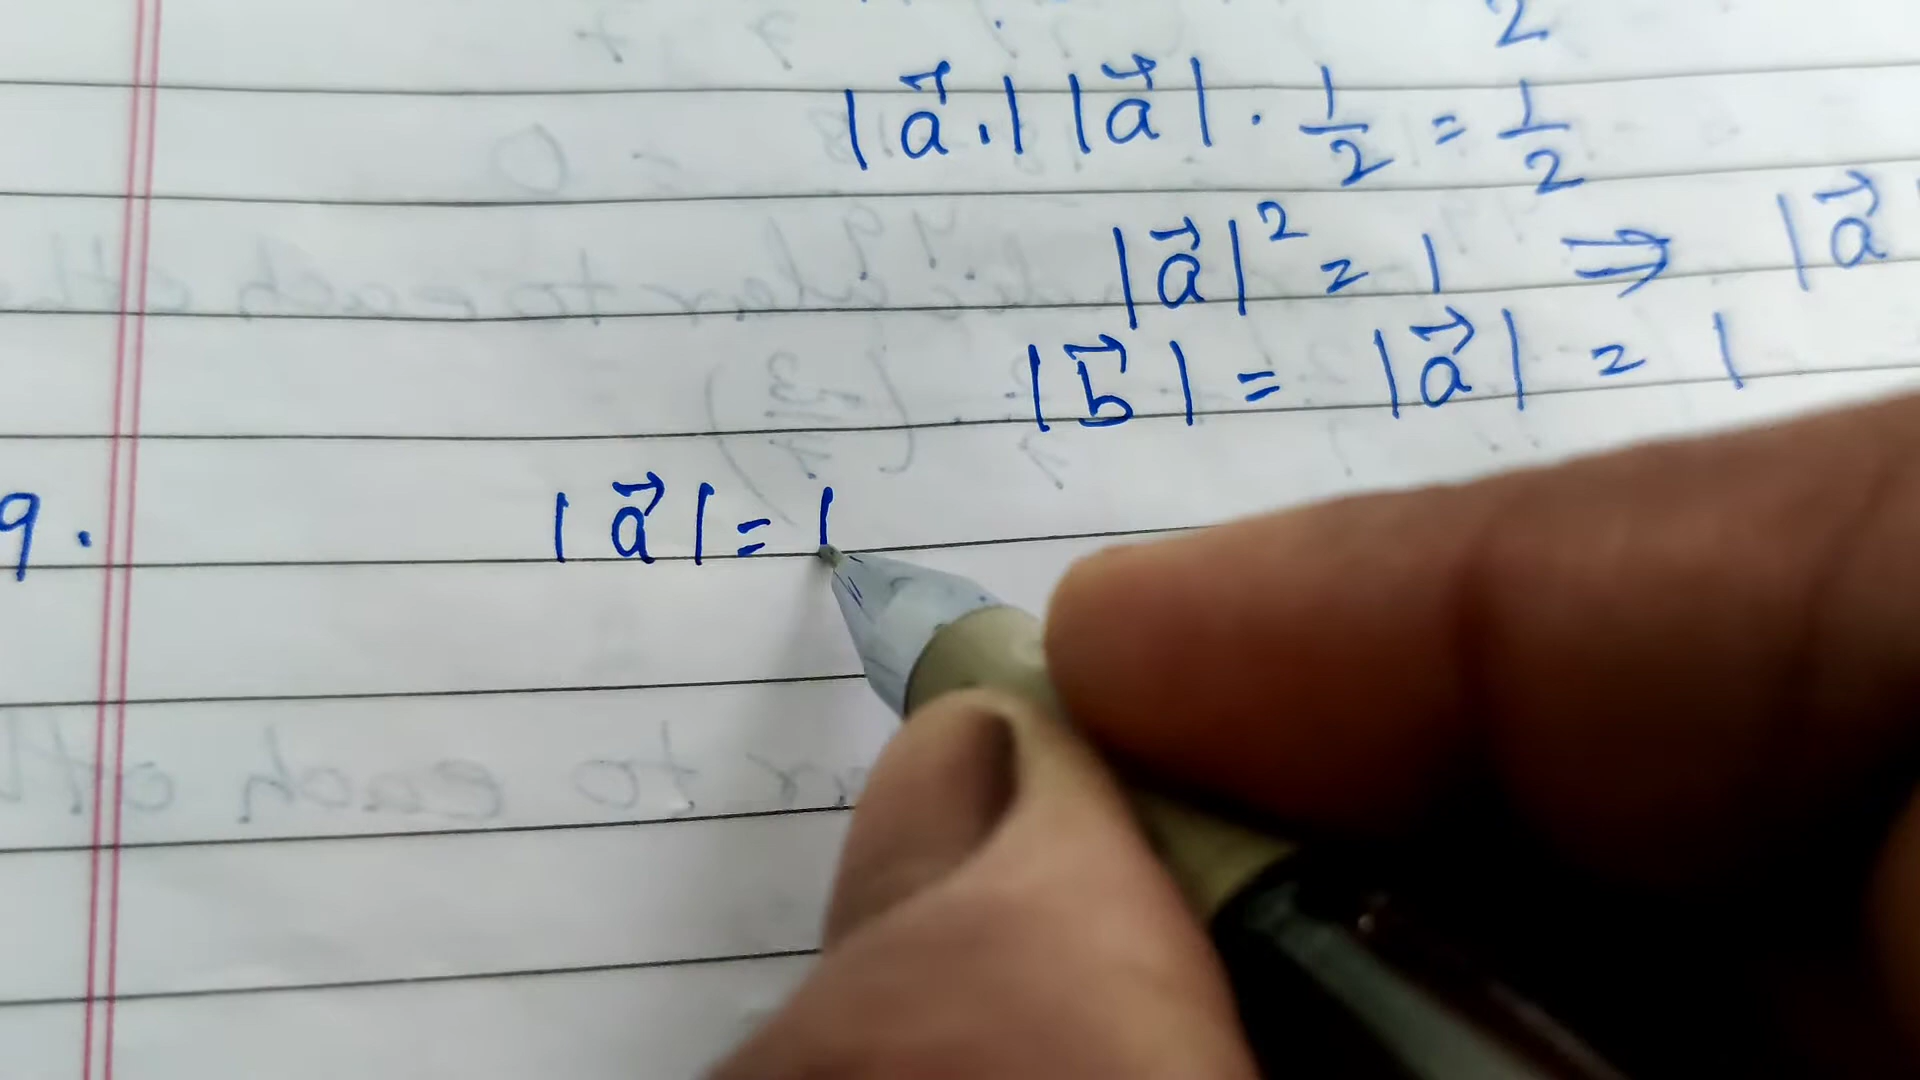 2
|a⃗.| |a⃗| . 1/2 = 1/2
|a⃗|² = 1 ⇒ |a⃗|
|b⃗| = |a⃗| = 1
9. |a⃗| = 1